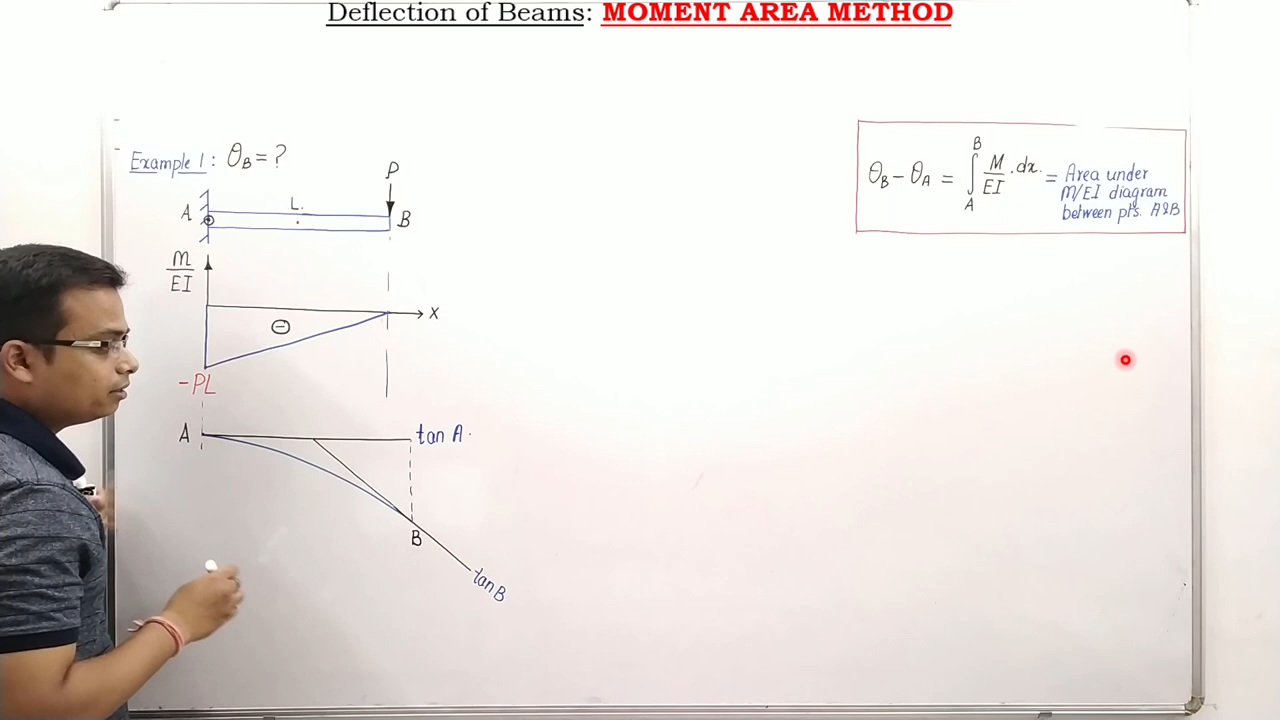 Deflection of Beams: MOMENT AREA METHOD
Example 1: θB = ?
P
A
L.
B
M/EI
x
⊖
-PL
A
tan A.
B
tan B
θB - θA = ∫AB M/EI .dx. = Area under
M/EI diagram
between pts. A&B